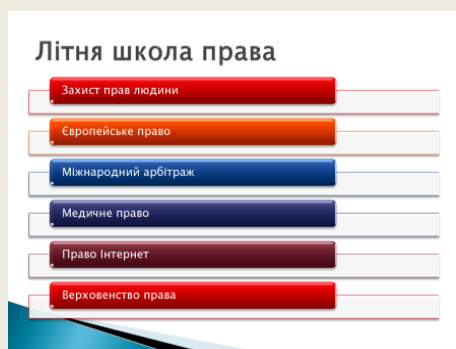 Літня школа права
Захист прав людини
Європейське право
Міжнародний арбітраж
Медичне право
Право Інтернет
Верховенство права